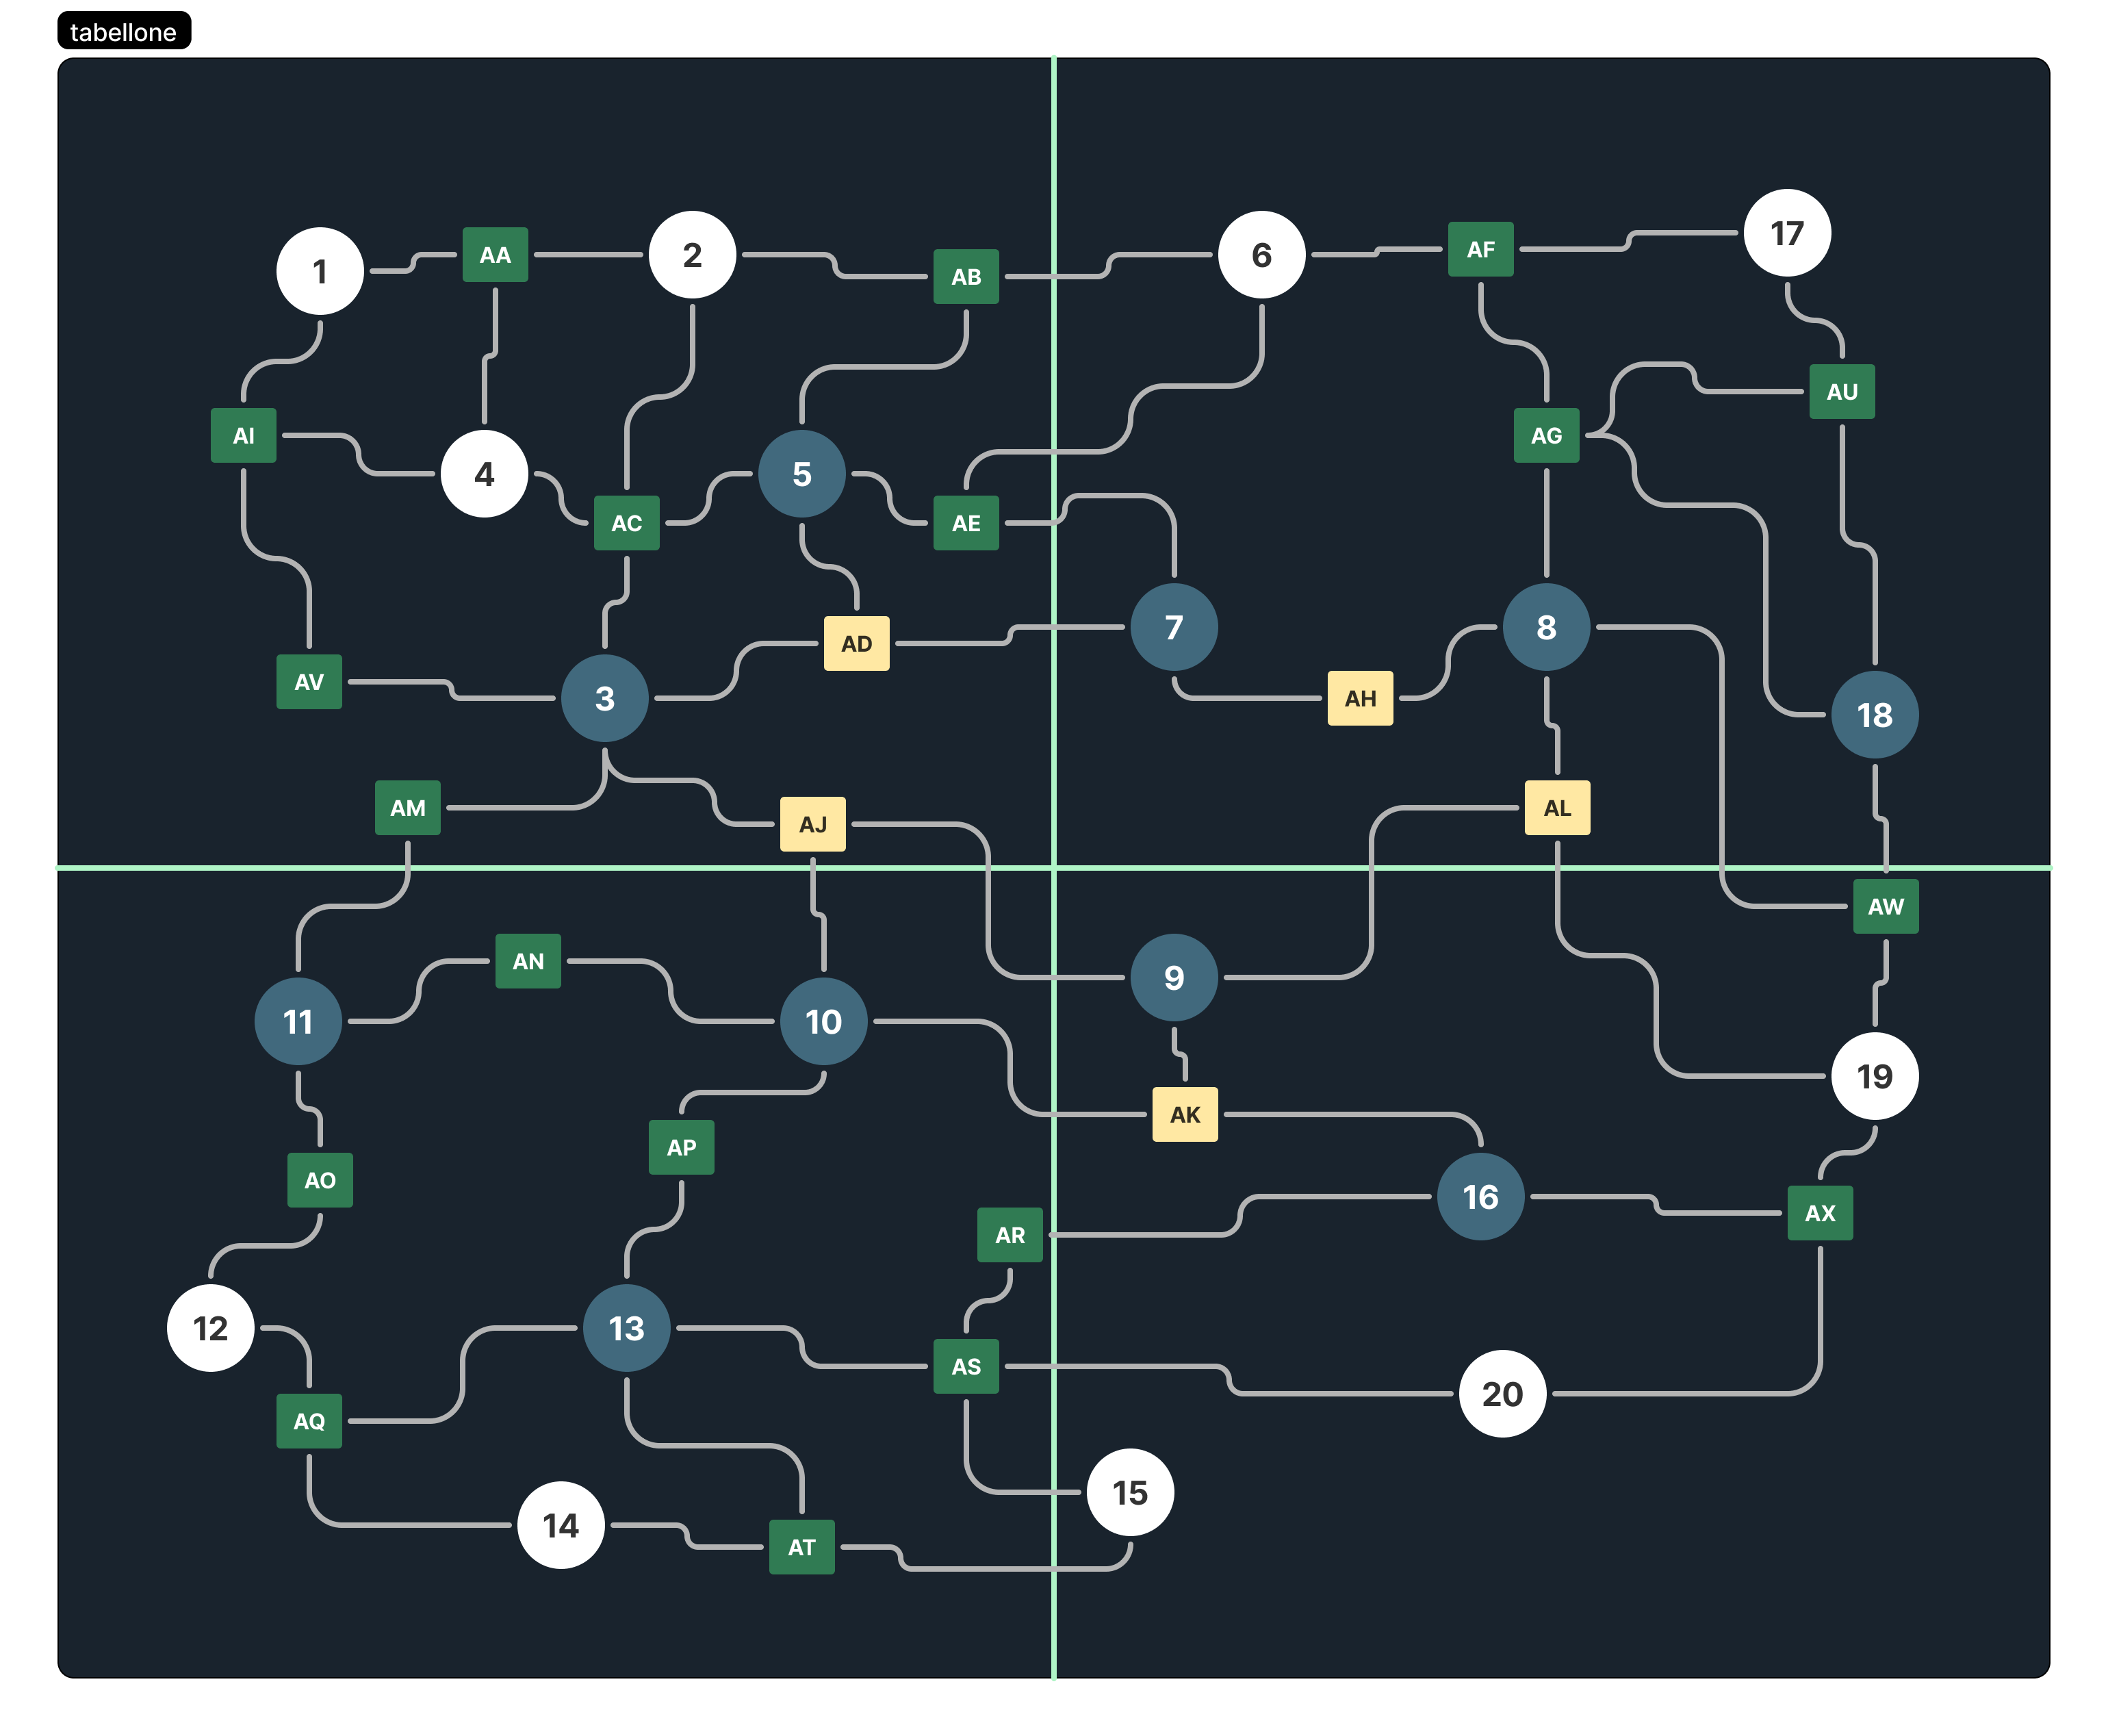 tabellone
17
1
AA
2
AB
6
AF
AU
AI
4
AC
5
AE
AG
AV
3
AD
7
AH
8
18
AM
AJ
AL
AW
AN
9
11
10
19
AK
AO
AP
AR
16
AX
12
13
AS
20
AQ
14
AT
15